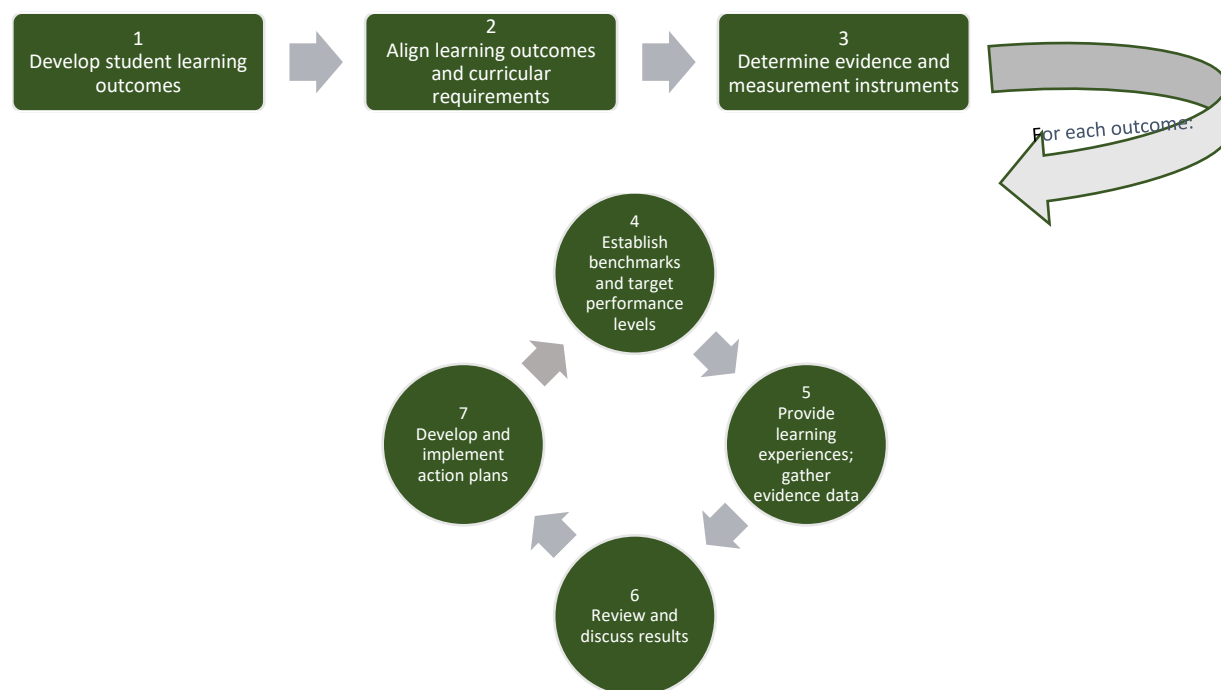 1
Develop student learning
outcomes
2
Align learning outcomes
and curricular
requirements
3
Determine evidence and
measurement instruments
For each outcome:
4
Establish
benchmarks
and target
performance
levels
5
Provide
learning
experiences;
gather
evidence data
6
Review and
discuss results
7
Develop and
implement
action plans